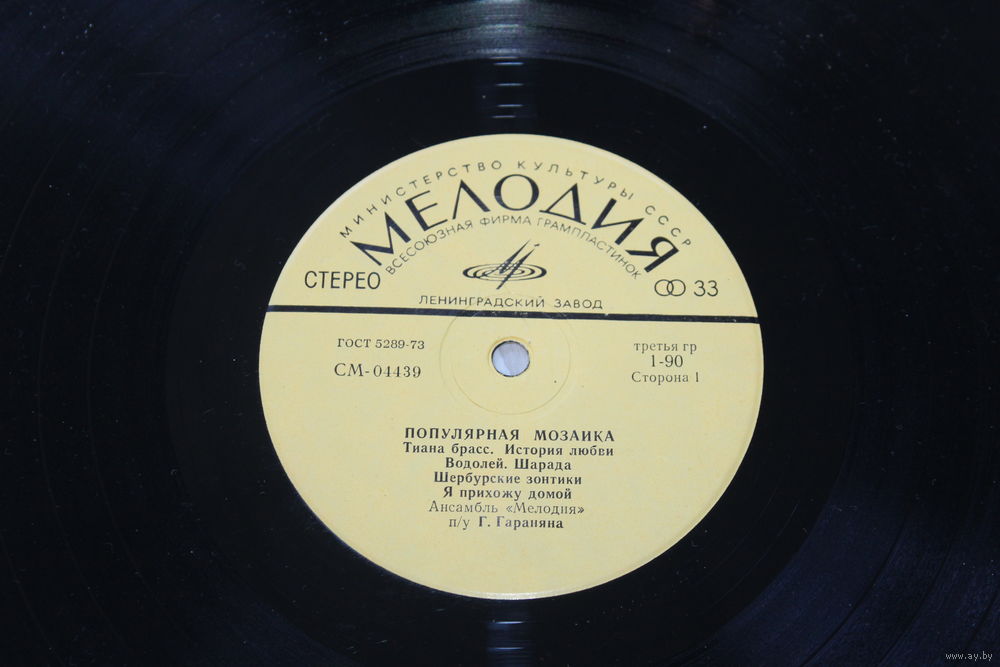 МИНИСТЕРСТВО КУЛЬТУРЫ СССР
МЕЛОДИЯ
ВСЕСОЮЗНАЯ ФИРМА ГРАМПЛАСТИНОК
СТЕРЕО
33
ЛЕНИНГРАДСКИЙ ЗАВОД
ГОСТ 5289-73
СМ-04439
третья гр
1-90
Сторона 1
ПОПУЛЯРНАЯ МОЗАИКА
Тиана брасс. История любви
Водолей. Шарада
Шербурские зонтики
Я прихожу домой
Ансамбль «Мелодия»
п/у Г. Гараняна
www.ay.by